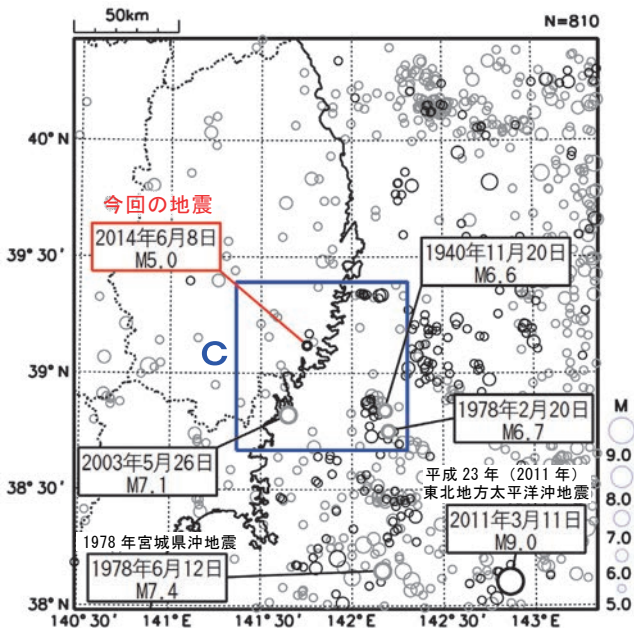 50km
N=810
40°N
今回の地震
2014年6月8日
M5.0
1940年11月20日
M6.6
39°30′
C
39°N
1978年2月20日
M6.7
2003年5月26日
M7.1
平成23年（2011年）
東北地方太平洋沖地震
38°30′
2011年3月11日
M9.0
1978年宮城県沖地震
1978年6月12日
M7.4
38°N
140°30′
141°E
141°30′
142°E
142°30′
143°E
M
9.0
8.0
7.0
6.0
5.0